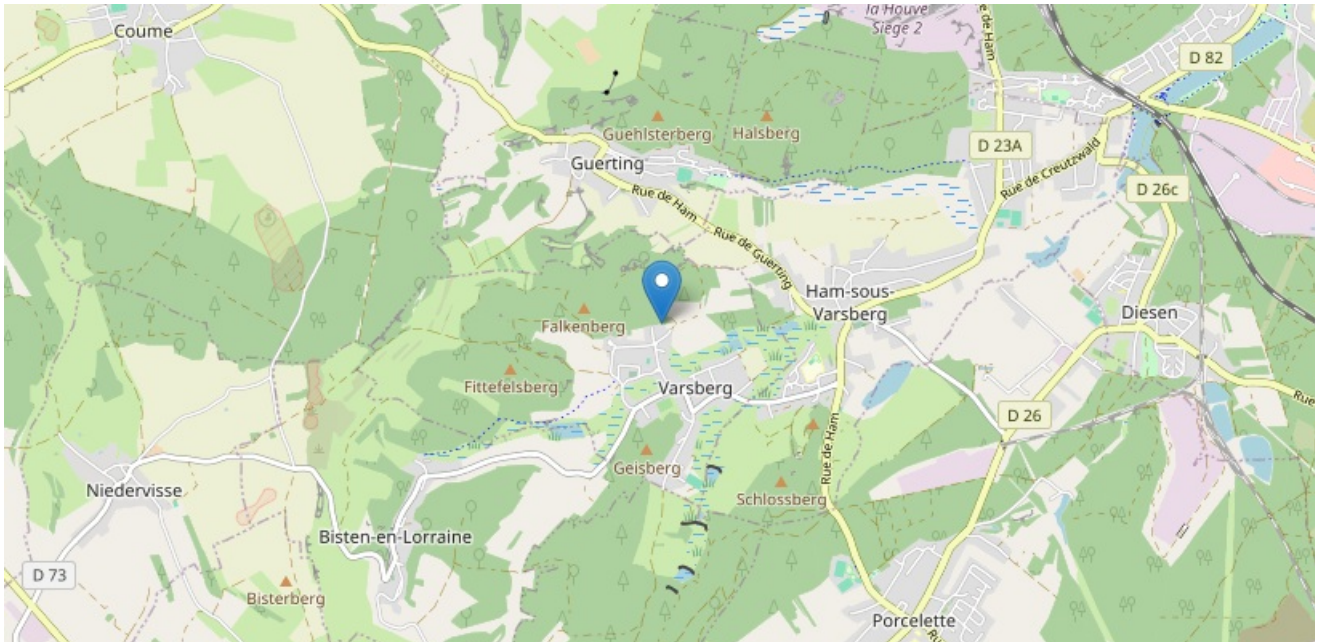 Coume
la Houve
Siège 2
e de Ham
D 82
Guehlsterberg
Halsberg
D 23A
Guerting
Rue de Creutzwald
D 26c
Rue de Ham
Rue de Guerting
Ham-sous-
Varsberg
Diesen
Falkenberg
Fittefelsberg
Varsberg
Rue
D 26
Rue de Ham
Geisberg
Niedervisse
Schlossberg
Bisten-en-Lorraine
D 73
Bisterberg
Porcelette
Ru